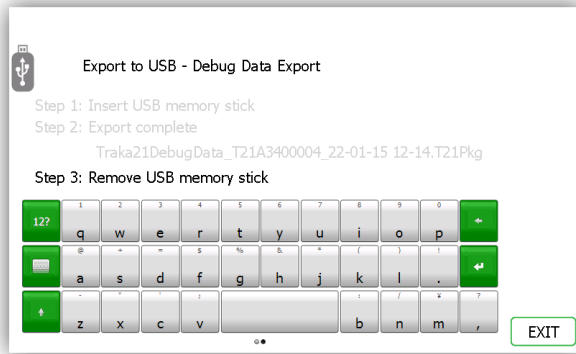 Export to USB - Debug Data Export
Step 1: Insert USB memory stick
Step 2: Export complete
Traka21DebugData_T21A3400004_22-01-15 12-14.T21Pkg
Step 3: Remove USB memory stick
1 2 3 4 5 6 7 8 9 0
12? q w e r t y u i o p
@ + = $ % & * ( ) !
a s d f g h j k l .
- " ' ; : / ¥ ?
z x c v b n m ,
EXIT